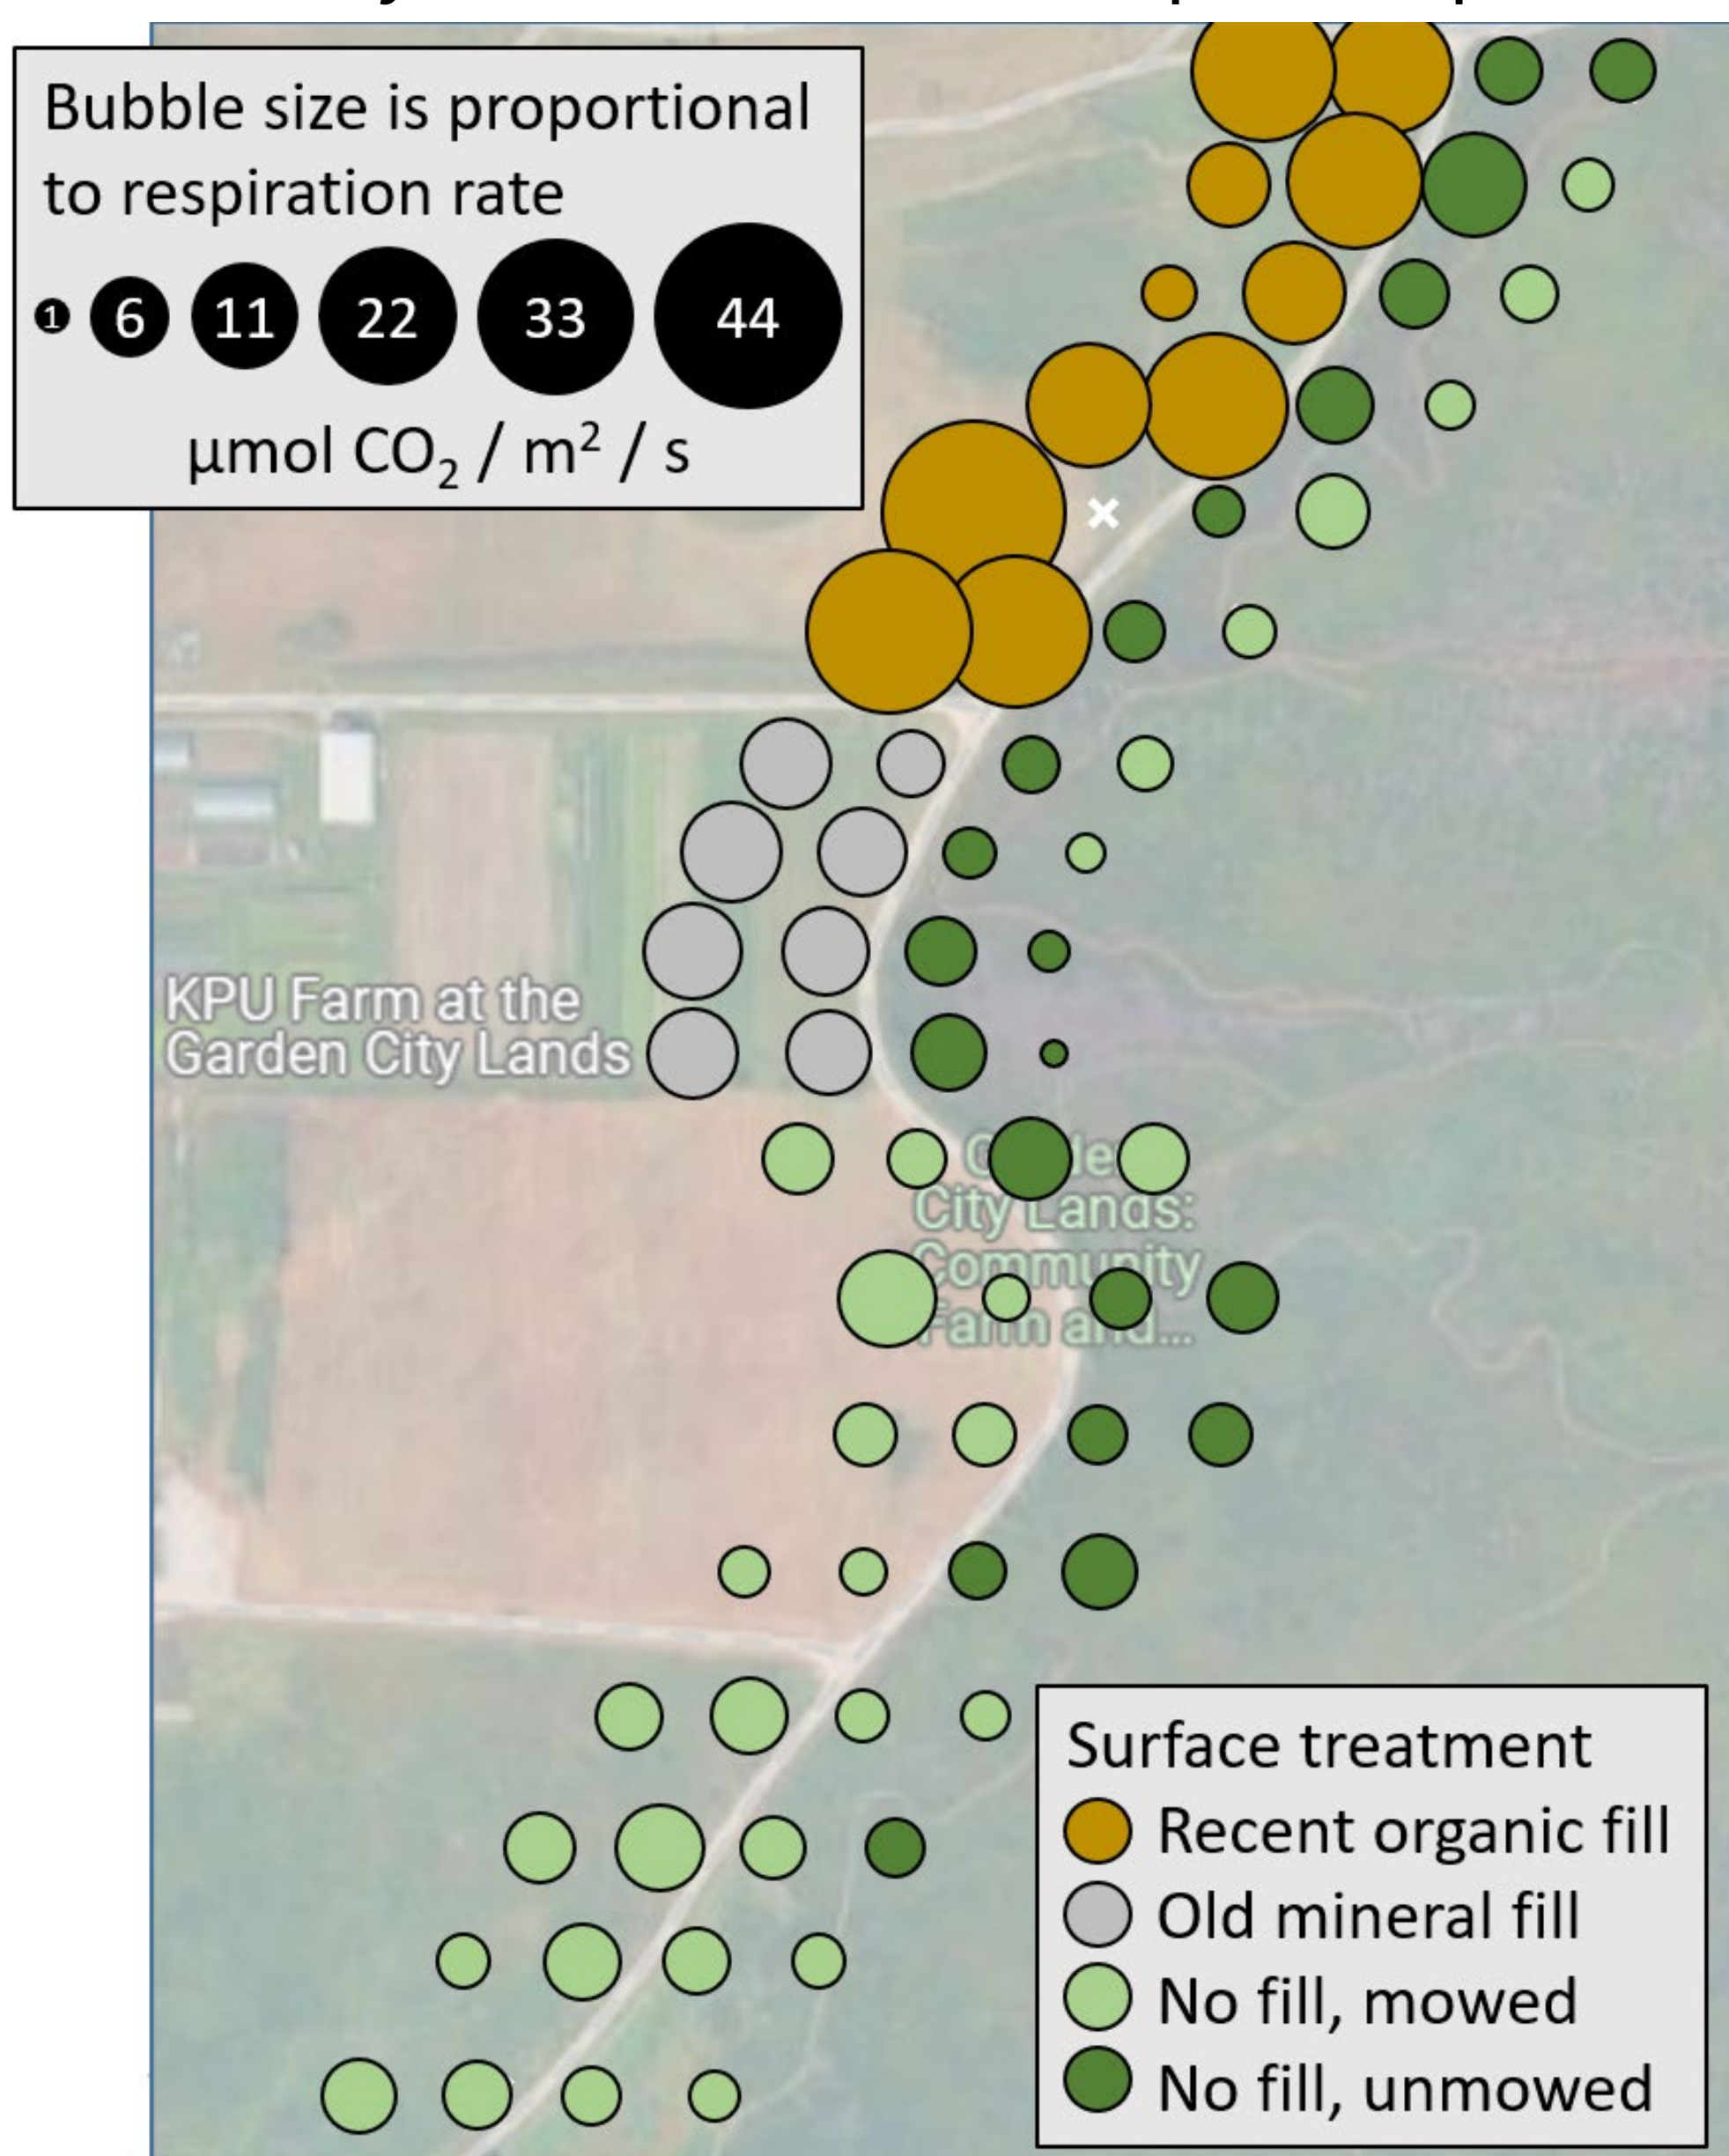 Bubble size is proportional
to respiration rate
1 6 11 22 33 44
µmol CO₂ / m² / s
KPU Farm at the
Garden City Lands
City Lands:
Community
Farm and...
Surface treatment
Recent organic fill
Old mineral fill
No fill, mowed
No fill, unmowed